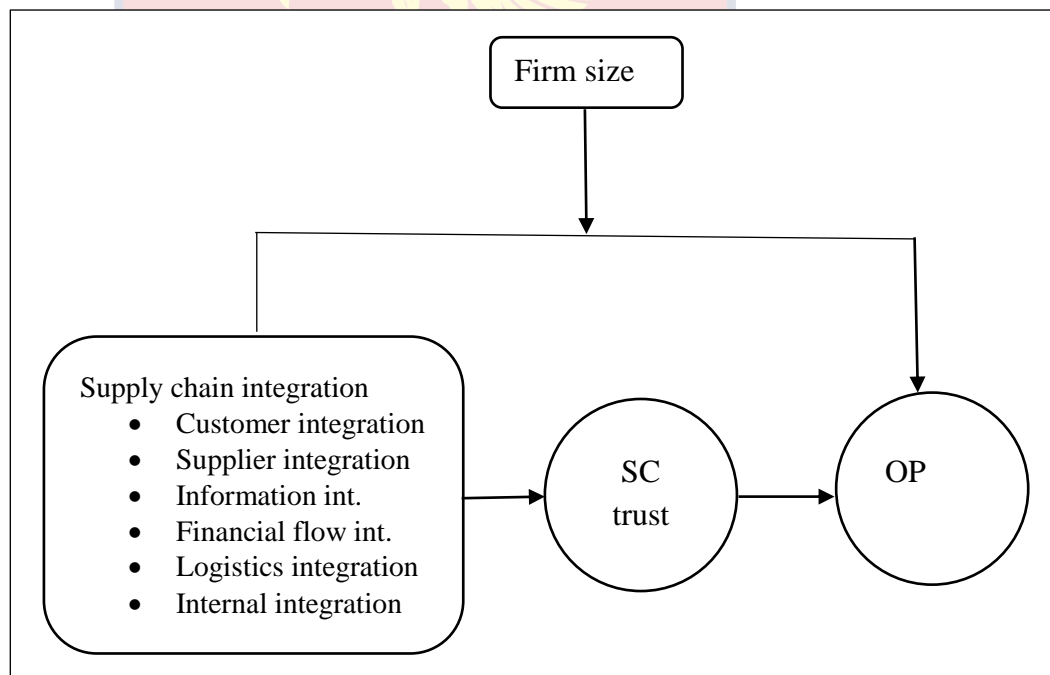 Firm size
Supply chain integration
• Customer integration
• Supplier integration
• Information int.
• Financial flow int.
• Logistics integration
• Internal integration
SC
trust
OP